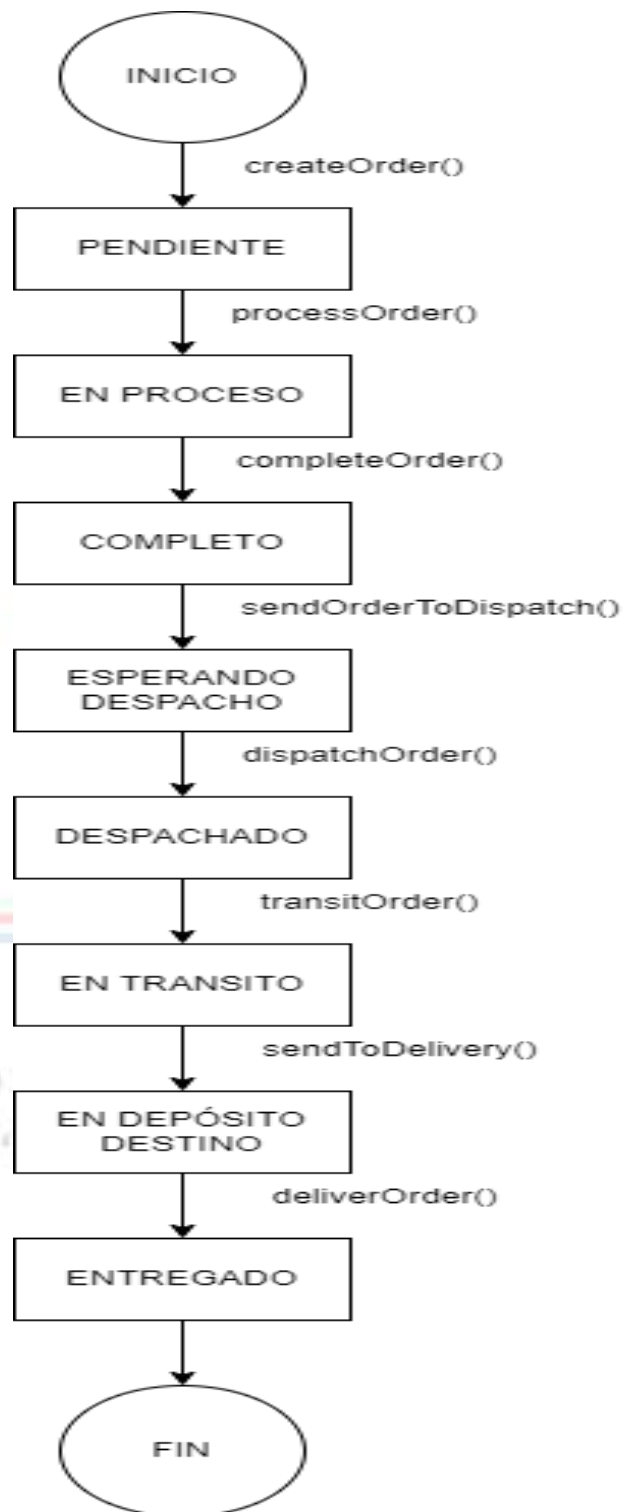 INICIO
createOrder()
PENDIENTE
processOrder()
EN PROCESO
completeOrder()
COMPLETO
sendOrderToDispatch()
ESPERANDO
DESPACHO
dispatchOrder()
DESPACHADO
transitOrder()
EN TRANSITO
sendToDelivery()
EN DEPÓSITO
DESTINO
deliverOrder()
ENTREGADO
FIN